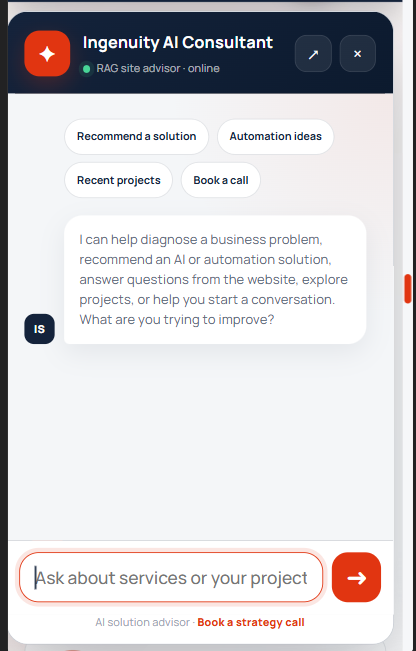 Ingenuity AI Consultant
RAG site advisor · online
Recommend a solution
Automation ideas
Recent projects
Book a call
I can help diagnose a business problem,
recommend an AI or automation solution,
answer questions from the website, explore
projects, or help you start a conversation.
What are you trying to improve?
IS
Ask about services or your project
AI solution advisor · Book a strategy call